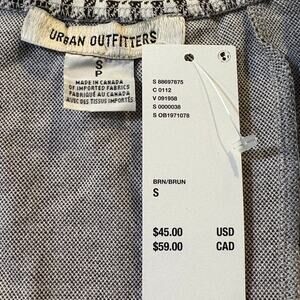 URBAN OUTFITTERS
S
P
MADE IN CANADA
OF IMPORTED FABRICS
FABRIQUÉ AU CANADA
AVEC DES TISSUS IMPORTÉS
S 88697875
C 0112
V 091958
S 0000038
S OB1971078
BRN/BRUN
S
$45.00 USD
$59.00 CAD